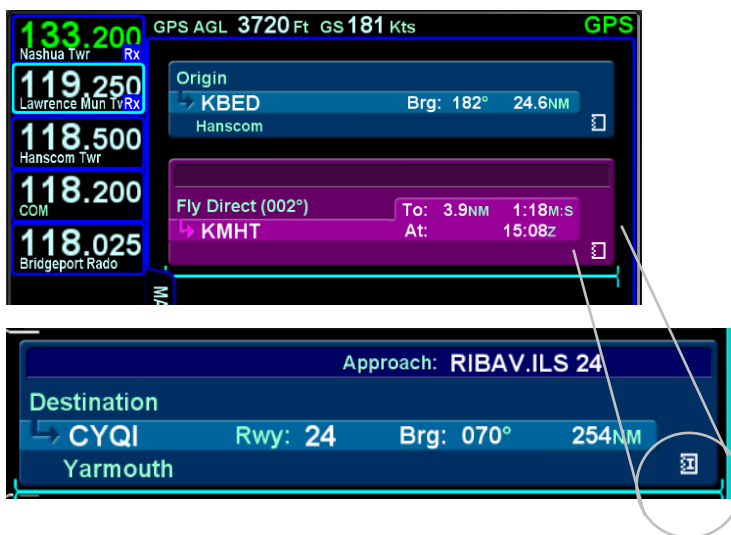 GPS AGL 3720 Ft GS 181 Kts GPS
133.200
Nashua Twr Rx
119.250
Lawrence Mun Tv Rx
118.500
Hanscom Twr
118.200
COM
118.025
Bridgeport Rado
Origin
KBED Brg: 182° 24.6NM
Hanscom
Fly Direct (002°) To: 3.9NM 1:18M:S
KMHT At: 15:08Z
Approach: RIBAV.ILS 24
Destination
CYQI Rwy: 24 Brg: 070° 254NM
Yarmouth
I